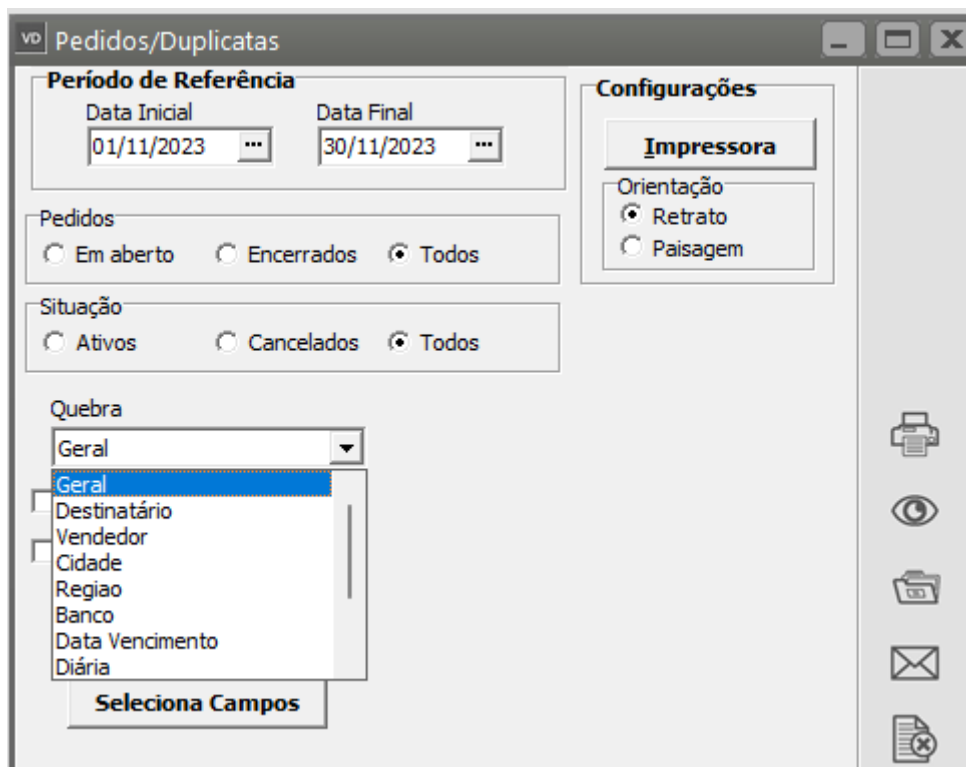 VD Pedidos/Duplicatas
Período de Referência
Data Inicial Data Final
01/11/2023 ... 30/11/2023 ...
Configurações
Impressora
Orientação
Retrato
Paisagem
Pedidos
Em aberto Encerrados Todos
Situação
Ativos Cancelados Todos
Quebra
Geral
Geral
Destinatário
Vendedor
Cidade
Regiao
Banco
Data Vencimento
Diária
Seleciona Campos